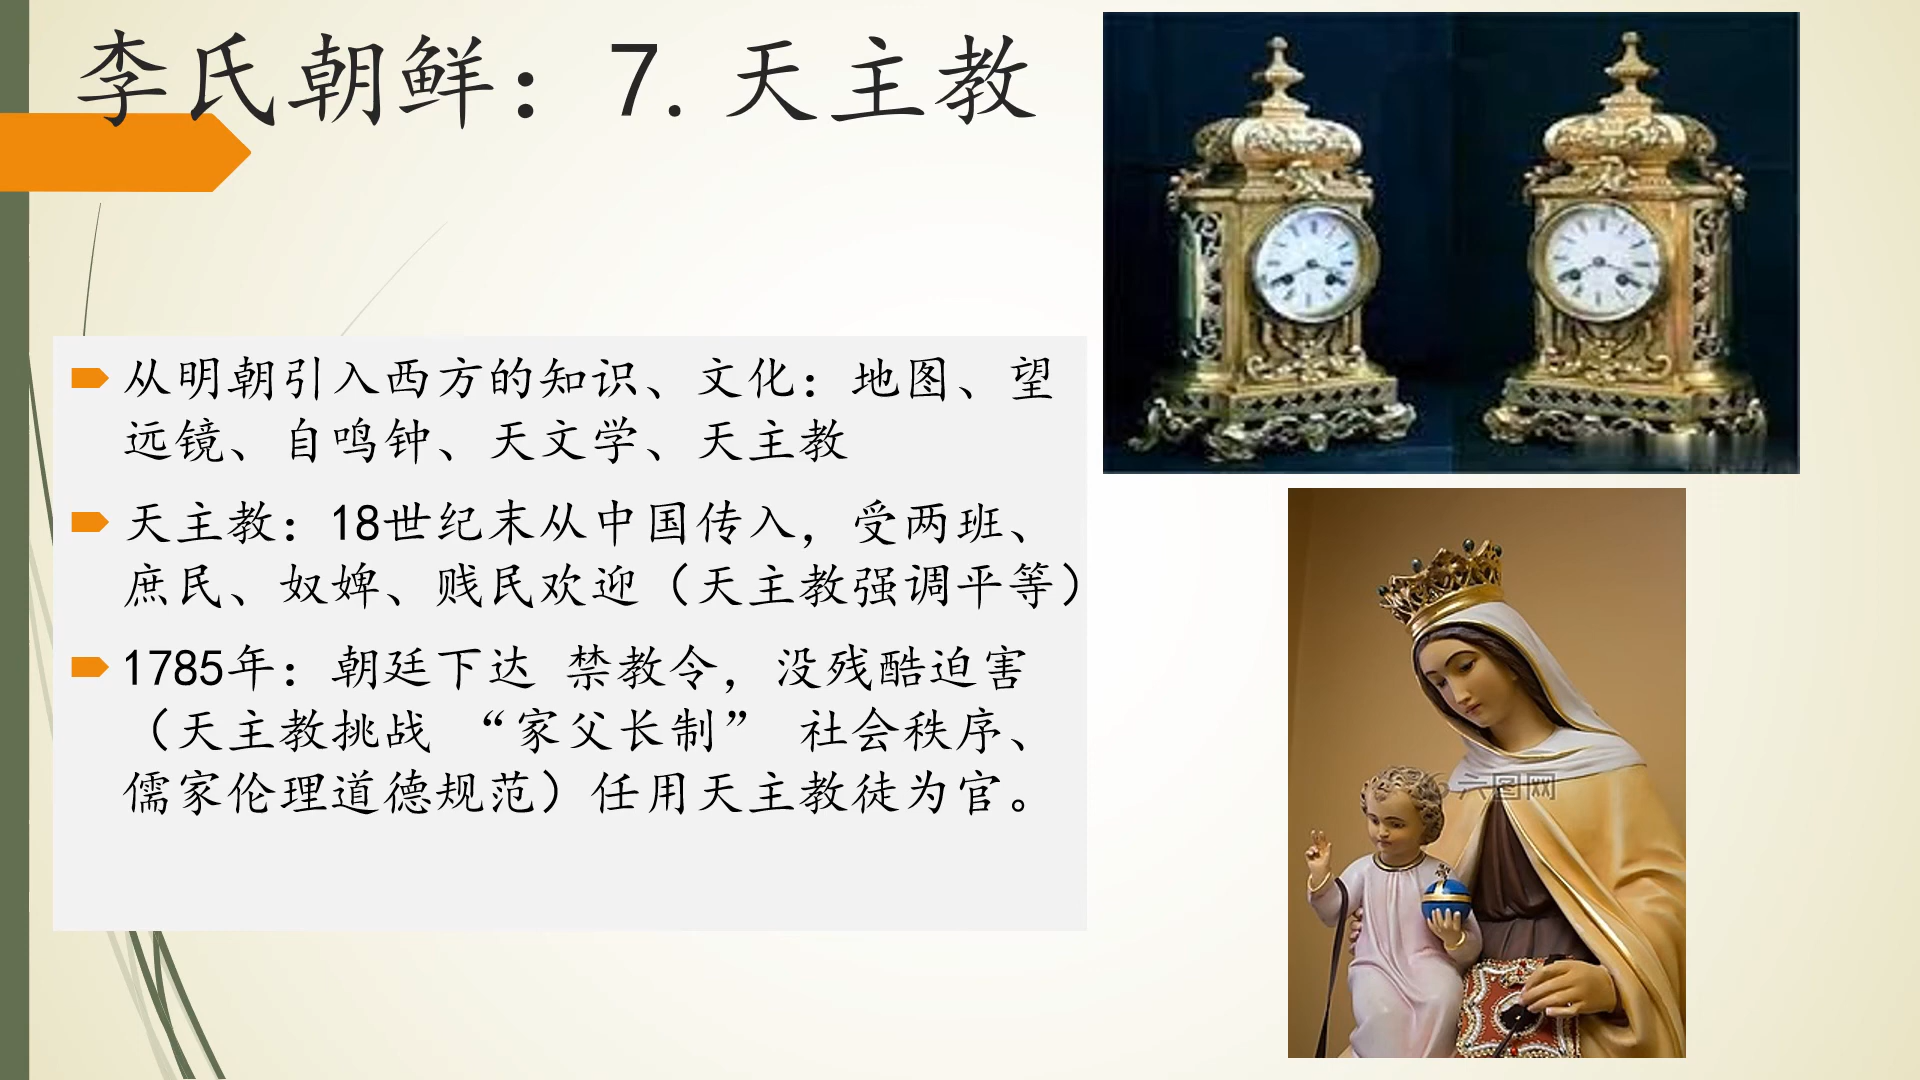 李氏朝鲜：7. 天主教
从明朝引入西方的知识、文化：地图、望
远镜、自鸣钟、天文学、天主教
天主教：18世纪末从中国传入，受两班、
庶民、奴婢、贱民欢迎（天主教强调平等）
1785年：朝廷下达 禁教令，没残酷迫害
（天主教挑战 “家父长制” 社会秩序、
儒家伦理道德规范）任用天主教徒为官。
六图网